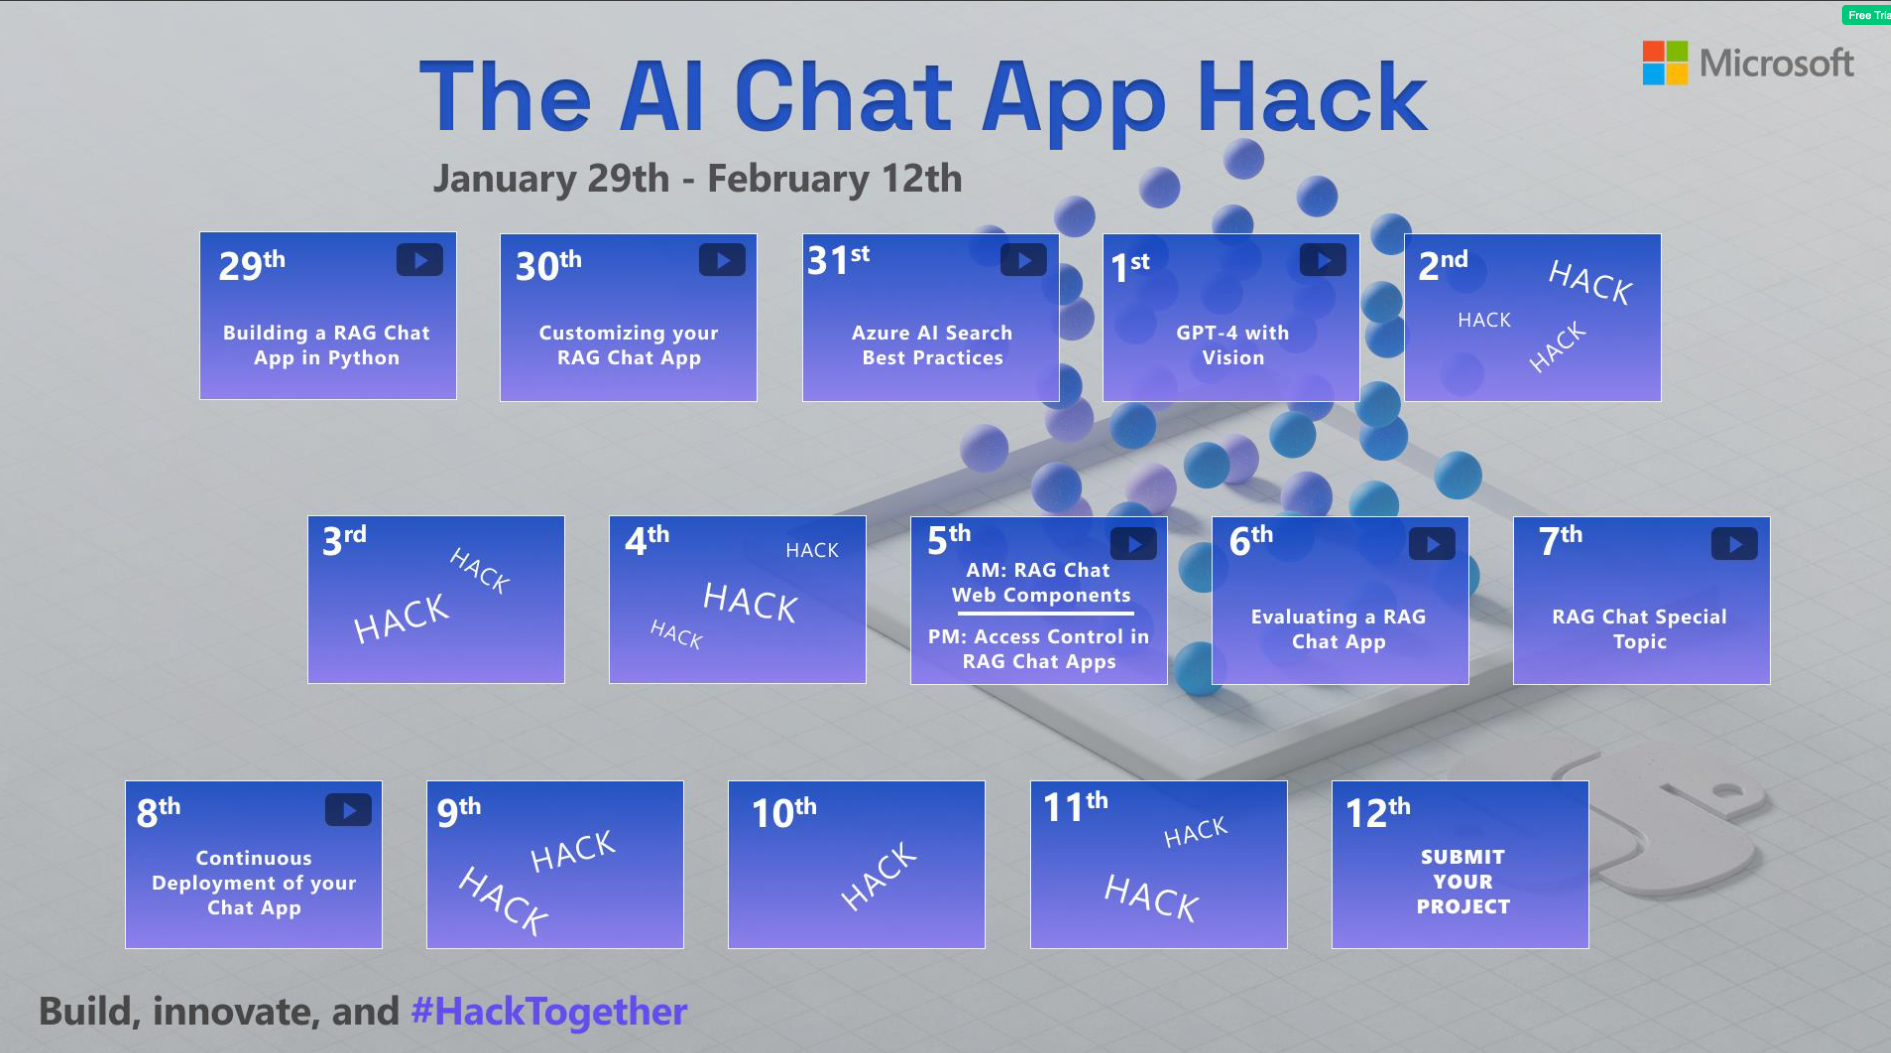 Free Tria
Microsoft
The AI Chat App Hack
January 29th - February 12th
29th
Building a RAG Chat
App in Python
30th
Customizing your
RAG Chat App
31st
Azure AI Search
Best Practices
1st
GPT-4 with
Vision
2nd
HACK
HACK
HACK
3rd
HACK
HACK
4th
HACK
HACK
HACK
5th
AM: RAG Chat
Web Components
PM: Access Control in
RAG Chat Apps
6th
Evaluating a RAG
Chat App
7th
RAG Chat Special
Topic
8th
Continuous
Deployment of your
Chat App
9th
HACK
HACK
10th
HACK
11th
HACK
HACK
12th
SUBMIT
YOUR
PROJECT
Build, innovate, and #HackTogether